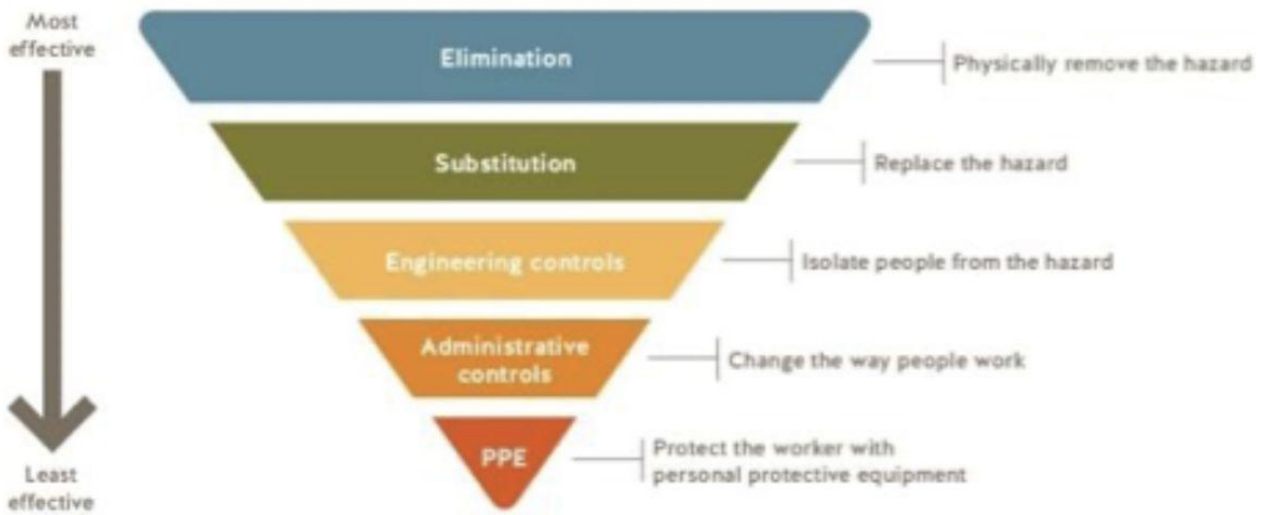 Most
effective
Elimination
Physically remove the hazard
Substitution
Replace the hazard
Engineering controls
Isolate people from the hazard
Administrative
controls
Change the way people work
PPE
Protect the worker with
personal protective equipment
Least
effective